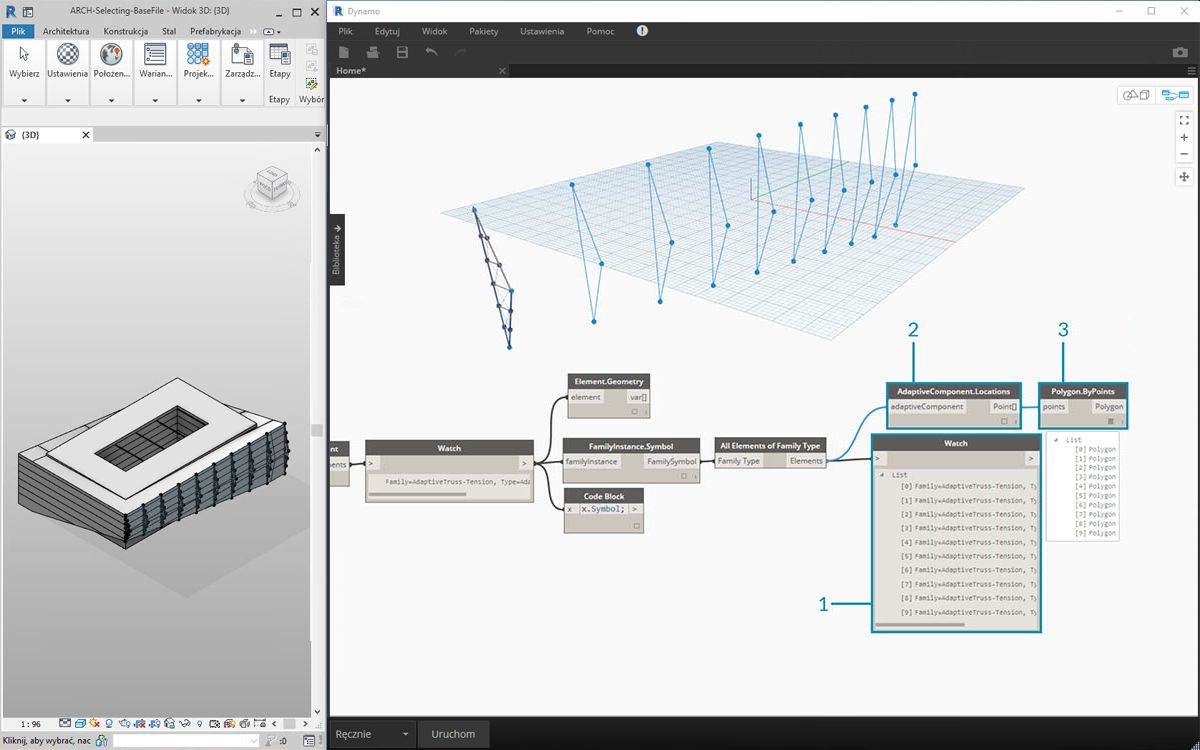 ARCH-Selecting-BaseFile - Widok 3D: {3D}
Plik Architektura Konstrukcja Stal Prefabrykacja
Wybierz Ustawienia Położen... Warian... Projek... Zarządz... Etapy
Etapy Wybór
{3D}
1 : 96
Kliknij, aby wybrać, nac
:0
Dynamo
Plik Edytuj Widok Pakiety Ustawienia Pomoc
Home*
Biblioteka
2
3
1
Element.Geometry
element var[]
nt
ents
Watch
> >
Family=AdaptiveTruss-Tension, Type=Ada
FamilyInstance.Symbol
familyInstance FamilySymbol
Code Block
x x.Symbol; >
All Elements of Family Type
Family Type Elements
AdaptiveComponent.Locations
adaptiveComponent Point[]
Polygon.ByPoints
points Polygon
Watch
> >
List
[0] Family=AdaptiveTruss-Tension, Ty
[1] Family=AdaptiveTruss-Tension, Ty
[2] Family=AdaptiveTruss-Tension, Ty
[3] Family=AdaptiveTruss-Tension, Ty
[4] Family=AdaptiveTruss-Tension, Ty
[5] Family=AdaptiveTruss-Tension, Ty
[6] Family=AdaptiveTruss-Tension, Ty
[7] Family=AdaptiveTruss-Tension, Ty
[8] Family=AdaptiveTruss-Tension, Ty
[9] Family=AdaptiveTruss-Tension, Ty
List
[0] Polygon
[1] Polygon
[2] Polygon
[3] Polygon
[4] Polygon
[5] Polygon
[6] Polygon
[7] Polygon
[8] Polygon
[9] Polygon
Ręcznie
Uruchom